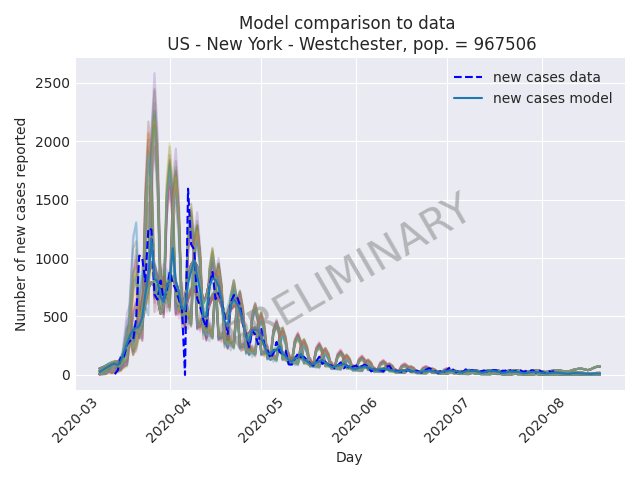 Model comparison to data
US - New York - Westchester, pop. = 967506
new cases data
new cases model
PRELIMINARY
Number of new cases reported
2500
2000
1500
1000
500
0
2020-03
2020-04
2020-05
2020-06
2020-07
2020-08
Day